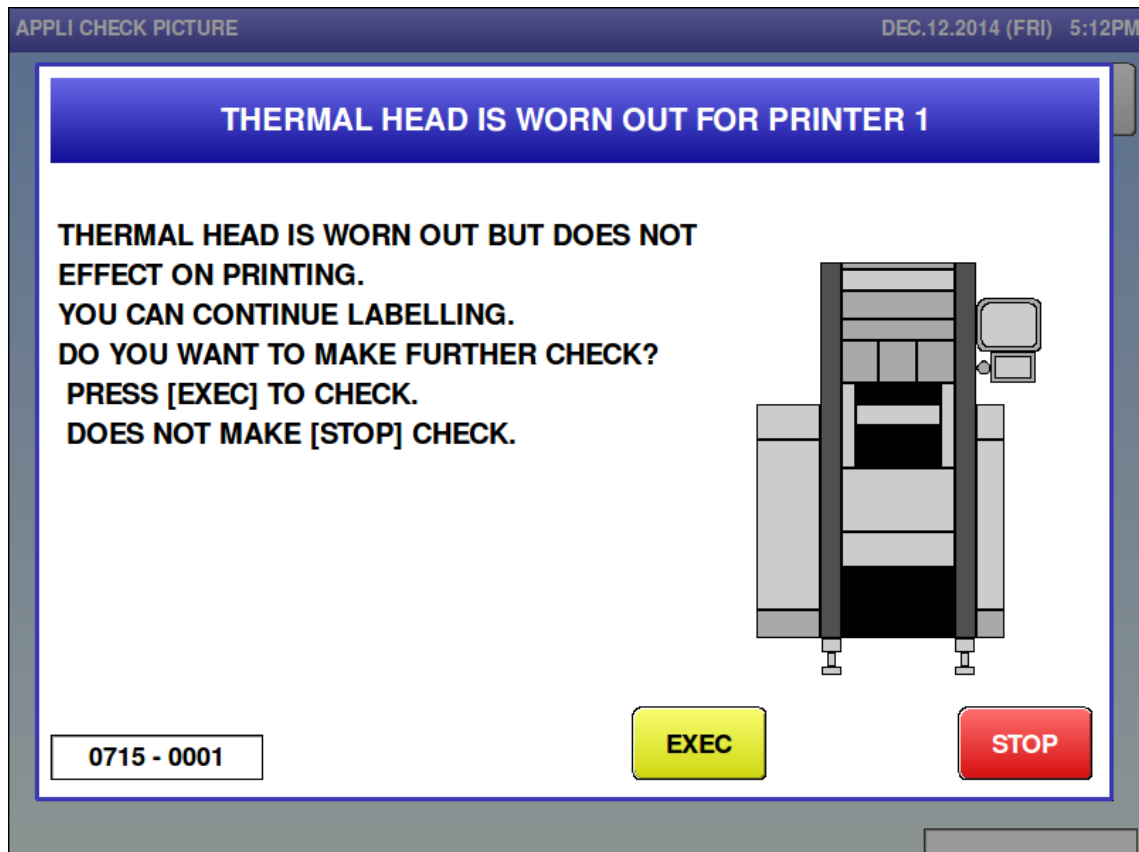 APPLI CHECK PICTURE DEC.12.2014 (FRI) 5:12PM
THERMAL HEAD IS WORN OUT FOR PRINTER 1
THERMAL HEAD IS WORN OUT BUT DOES NOT
EFFECT ON PRINTING.
YOU CAN CONTINUE LABELLING.
DO YOU WANT TO MAKE FURTHER CHECK?
PRESS [EXEC] TO CHECK.
DOES NOT MAKE [STOP] CHECK.
0715 - 0001 EXEC STOP